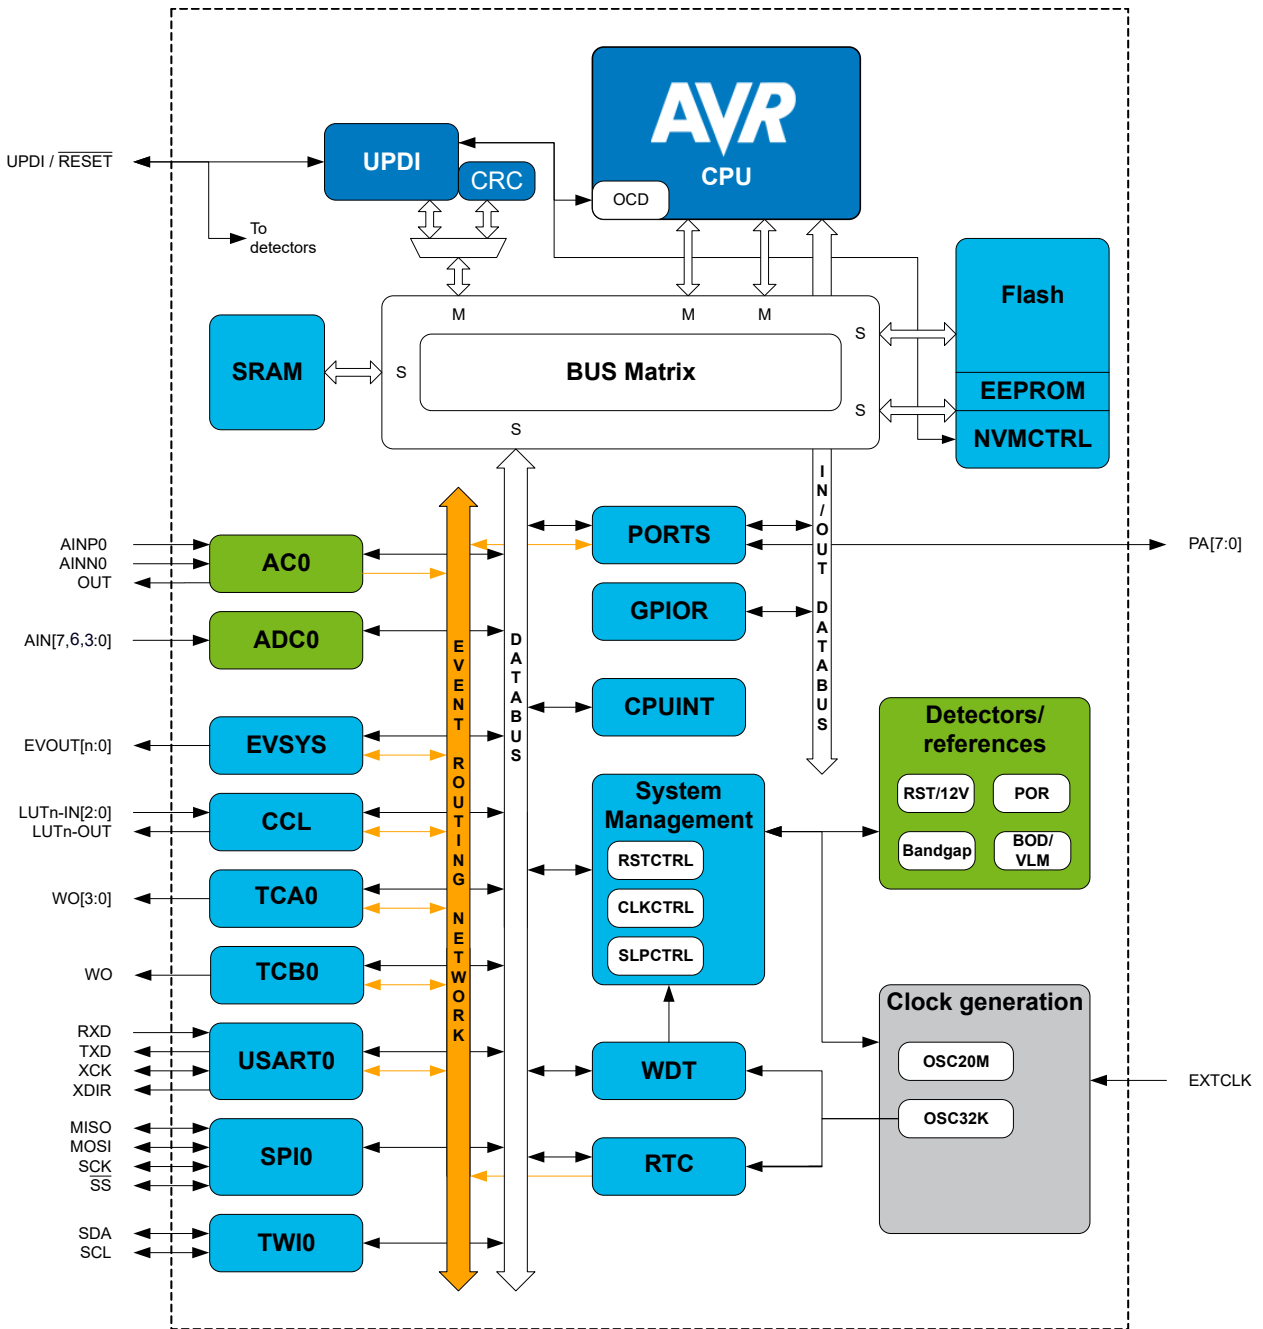 AVR
CPU
OCD
UPDI
CRC
UPDI / RESET
To
detectors
Flash
EEPROM
NVMCTRL
M
M
M
S
S
S
S
SRAM
BUS Matrix
AINP0
AINN0
OUT
AC0
AIN[7,6,3:0]
ADC0
EVOUT[n:0]
EVSYS
LUTn-IN[2:0]
LUTn-OUT
CCL
WO[3:0]
TCA0
WO
TCB0
RXD
TXD
XCK
XDIR
USART0
MISO
MOSI
SCK
SS
SPI0
SDA
SCL
TWI0
EVENT ROUTING NETWORK
DATABUS
IN/OUT DATABUS
PORTS
PA[7:0]
GPIOR
CPUINT
System
Management
RSTCTRL
CLKCTRL
SLPCTRL
WDT
RTC
Detectors/
references
RST/12V
POR
Bandgap
BOD/
VLM
Clock generation
OSC20M
OSC32K
EXTCLK